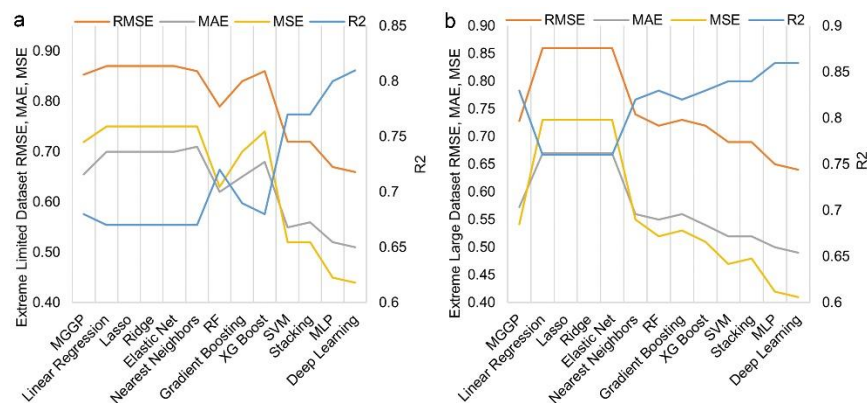 a
RMSE MAE MSE R2
Extreme Limited Dataset RMSE, MAE, MSE
0.90
0.80
0.70
0.60
0.50
0.40
0.85
0.8
0.75
0.7
0.65
0.6
R2
MGGP
Linear Regression
Lasso
Ridge
Elastic Net
Nearest Neighbors
RF
Gradient Boosting
XG Boost
SVM
Stacking
MLP
Deep Learning
b
RMSE MAE MSE R2
Extreme Large Dataset RMSE, MAE, MSE
0.90
0.85
0.80
0.75
0.70
0.65
0.60
0.55
0.50
0.45
0.40
0.9
0.85
0.8
0.75
0.7
0.65
0.6
R2
MGGP
Linear Regression
Lasso
Ridge
Elastic Net
Nearest Neighbors
RF
Gradient Boosting
XG Boost
SVM
Stacking
MLP
Deep Learning